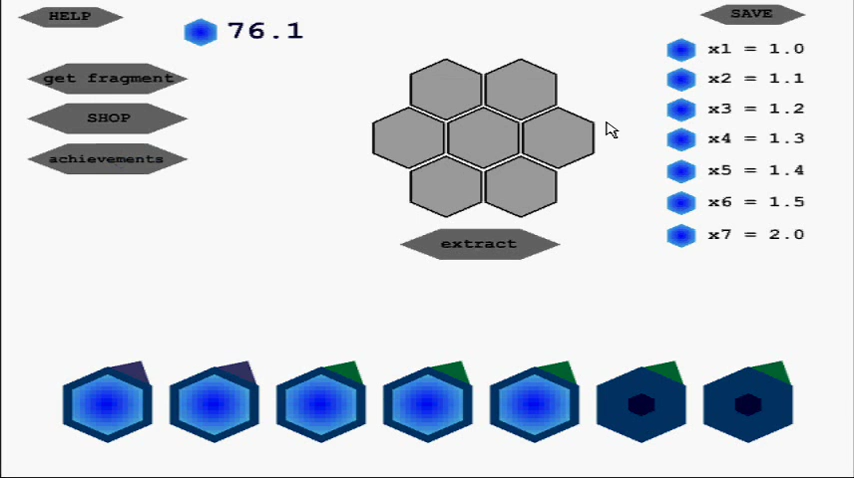 HELP
76.1
SAVE
get fragment
SHOP
achievements
extract
x1 = 1.0
x2 = 1.1
x3 = 1.2
x4 = 1.3
x5 = 1.4
x6 = 1.5
x7 = 2.0